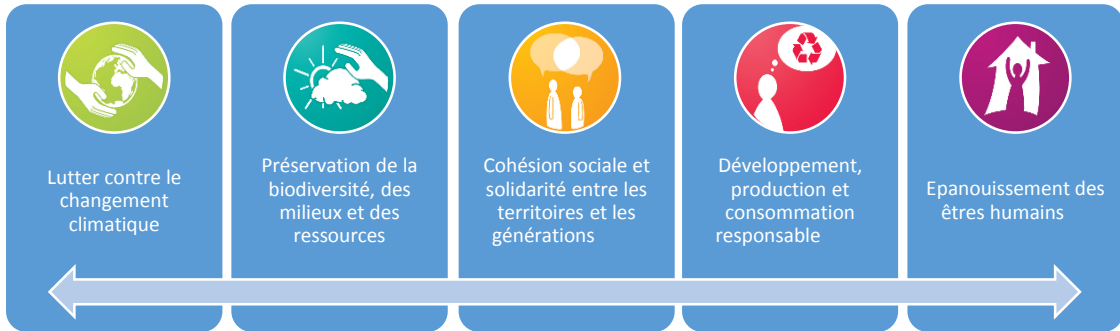 Lutter contre le
changement
climatique
Préservation de la
biodiversité, des
milieux et des
ressources
Cohésion sociale et
solidarité entre les
territoires et les
générations
Développement,
production et
consommation
responsable
Epanouissement des
êtres humains